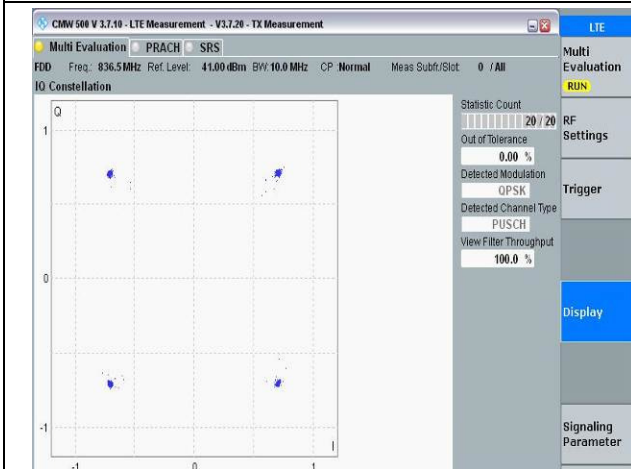 CMW 500 V 3.7.10 - LTE Measurement - V3.7.20 - TX Measurement
LTE
Multi Evaluation PRACH SRS
Multi
Evaluation
RUN
FDD Freq.: 836.5 MHz Ref. Level: 41.00 dBm BW: 10.0 MHz CP :Normal Meas Subfr./Slot: 0 / All
IQ Constellation
Q
1
0
-1
I
-1 0 1
Statistic Count
20 / 20
Out of Tolerance
0.00 %
Detected Modulation
QPSK
Detected Channel Type
PUSCH
View Filter Throughput
100.0 %
RF
Settings
Trigger
Display
Signaling
Parameter